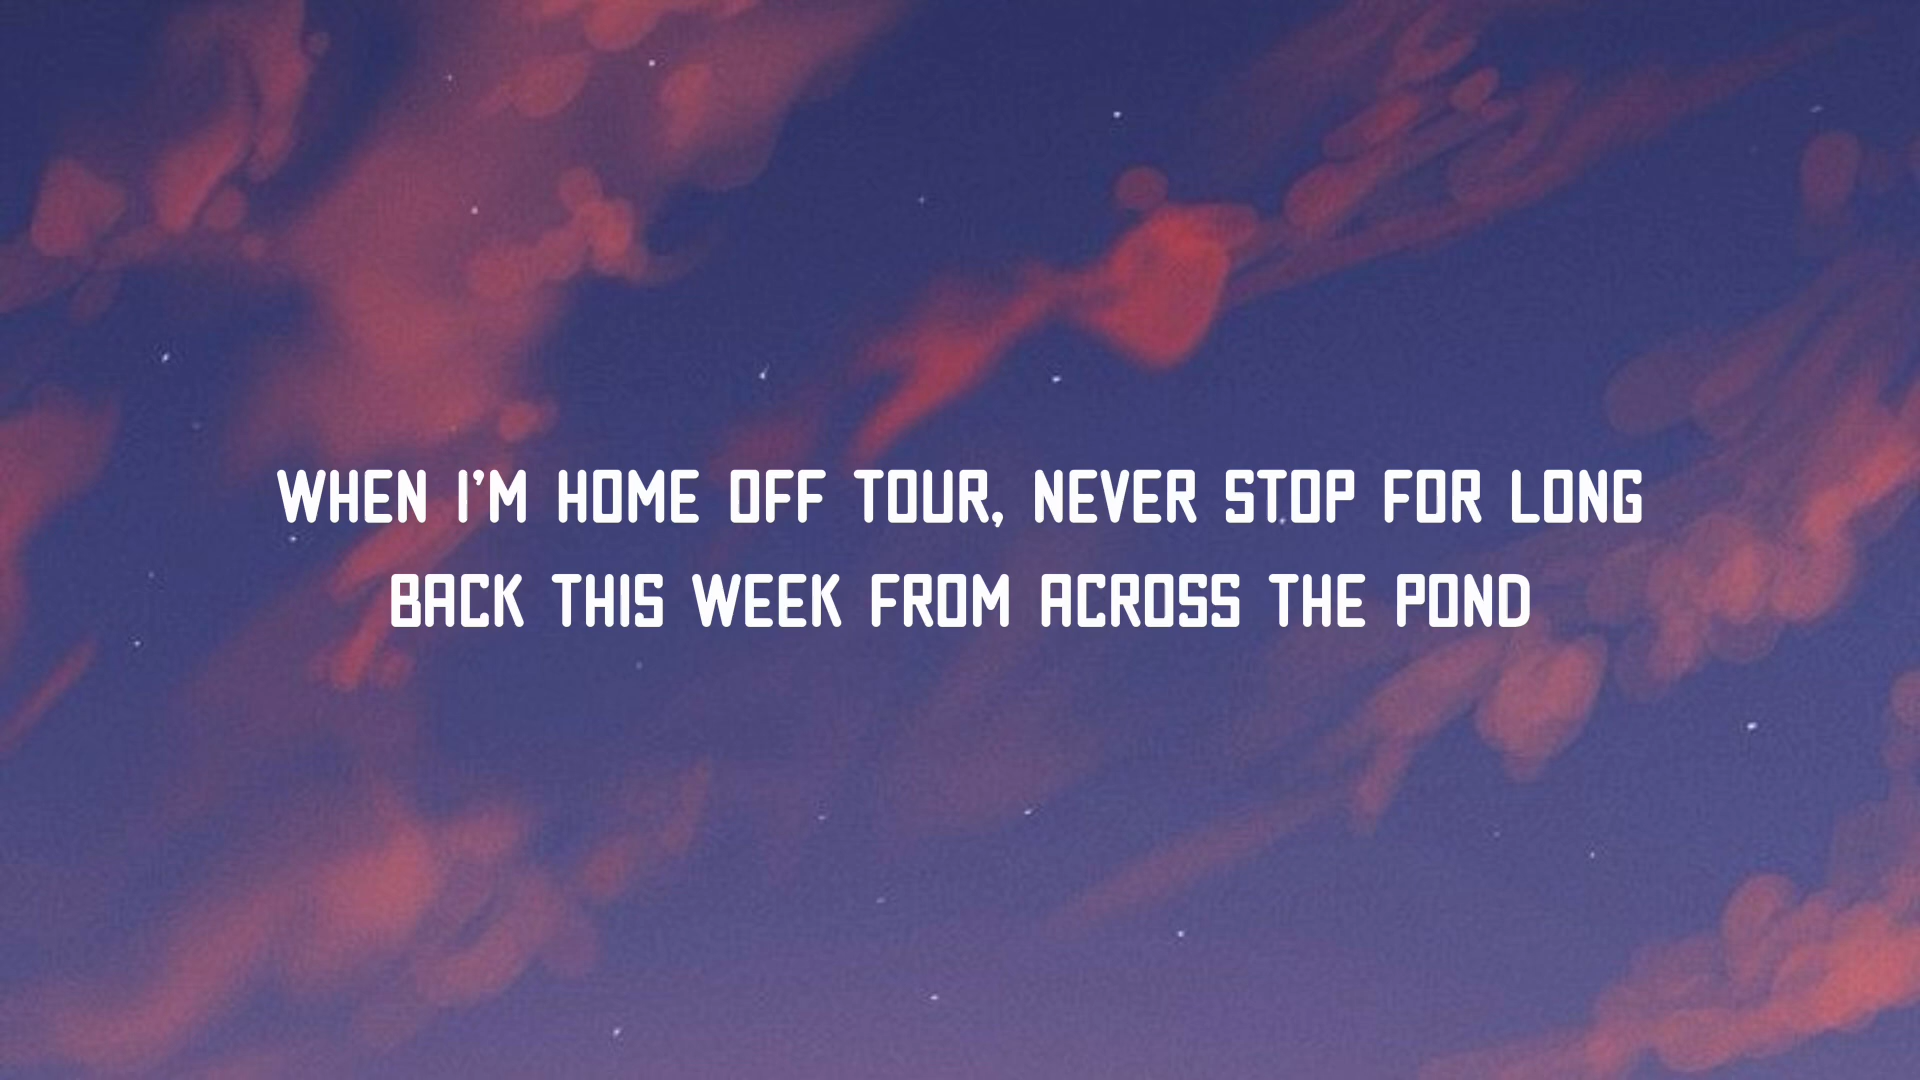 WHEN I'M HOME OFF TOUR, NEVER STOP FOR LONG
BACK THIS WEEK FROM ACROSS THE POND